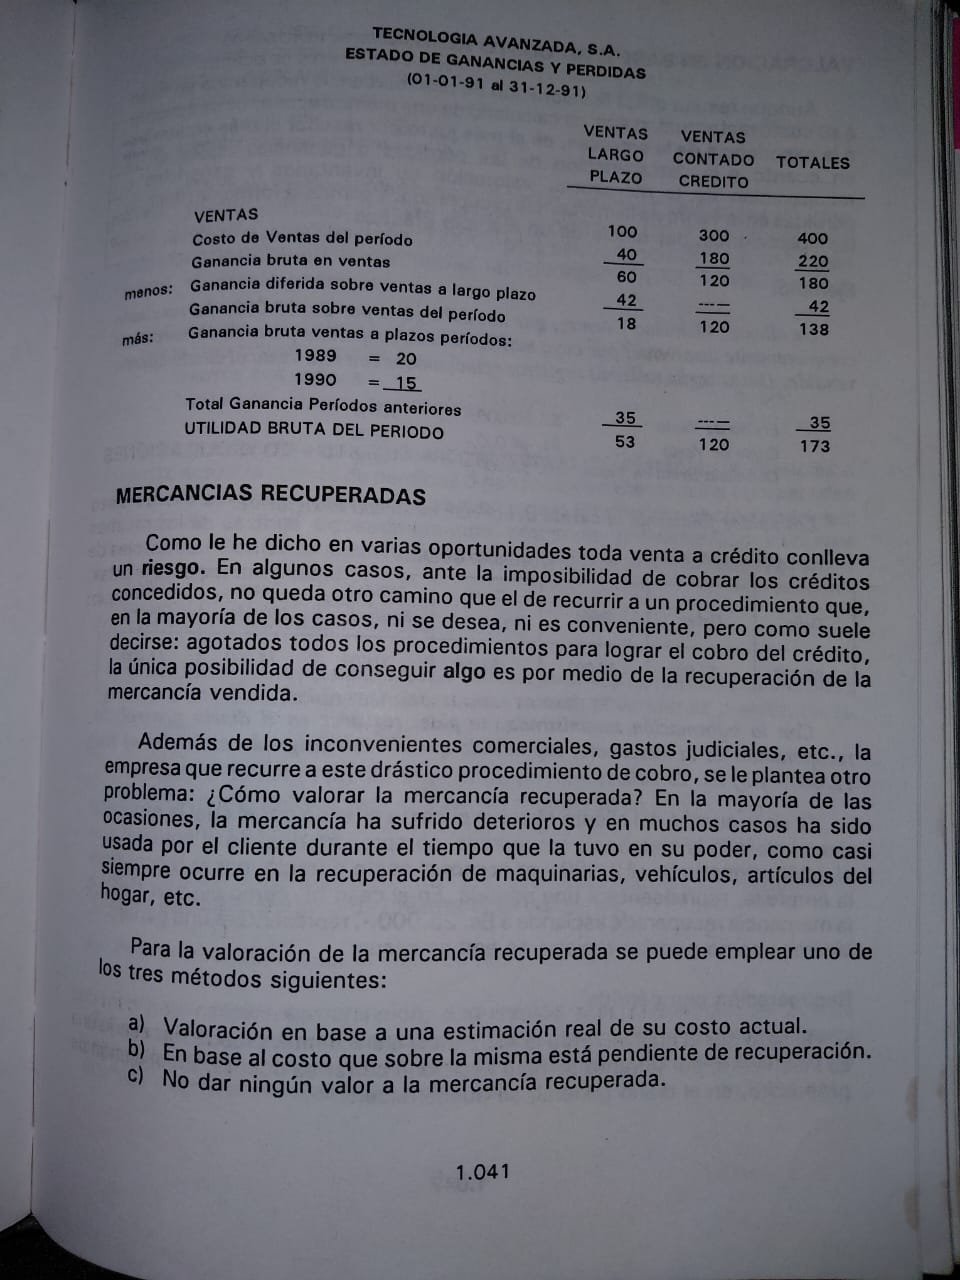 TECNOLOGIA AVANZADA, S.A.
ESTADO DE GANANCIAS Y PERDIDAS
(01-01-91 al 31-12-91)
VENTAS LARGO PLAZO VENTAS CONTADO CREDITO TOTALES
VENTAS 100 300 400
Costo de Ventas del período 40 180 220
Ganancia bruta en ventas 60 120 180
menos: Ganancia diferida sobre ventas a largo plazo 42 ---— 42
Ganancia bruta sobre ventas del período 18 120 138
más: Ganancia bruta ventas a plazos períodos:
1989 = 20
1990 = 15
Total Ganancia Períodos anteriores 35 ---— 35
UTILIDAD BRUTA DEL PERIODO 53 120 173
MERCANCIAS RECUPERADAS
Como le he dicho en varias oportunidades toda venta a crédito conlleva
un riesgo. En algunos casos, ante la imposibilidad de cobrar los créditos
concedidos, no queda otro camino que el de recurrir a un procedimiento que,
en la mayoría de los casos, ni se desea, ni es conveniente, pero como suele
decirse: agotados todos los procedimientos para lograr el cobro del crédito,
la única posibilidad de conseguir algo es por medio de la recuperación de la
mercancía vendida.
Además de los inconvenientes comerciales, gastos judiciales, etc., la
empresa que recurre a este drástico procedimiento de cobro, se le plantea otro
problema: ¿Cómo valorar la mercancía recuperada? En la mayoría de las
ocasiones, la mercancía ha sufrido deterioros y en muchos casos ha sido
usada por el cliente durante el tiempo que la tuvo en su poder, como casi
siempre ocurre en la recuperación de maquinarias, vehículos, artículos del
hogar, etc.
Para la valoración de la mercancía recuperada se puede emplear uno de
los tres métodos siguientes:
a) Valoración en base a una estimación real de su costo actual.
b) En base al costo que sobre la misma está pendiente de recuperación.
c) No dar ningún valor a la mercancía recuperada.
1.041